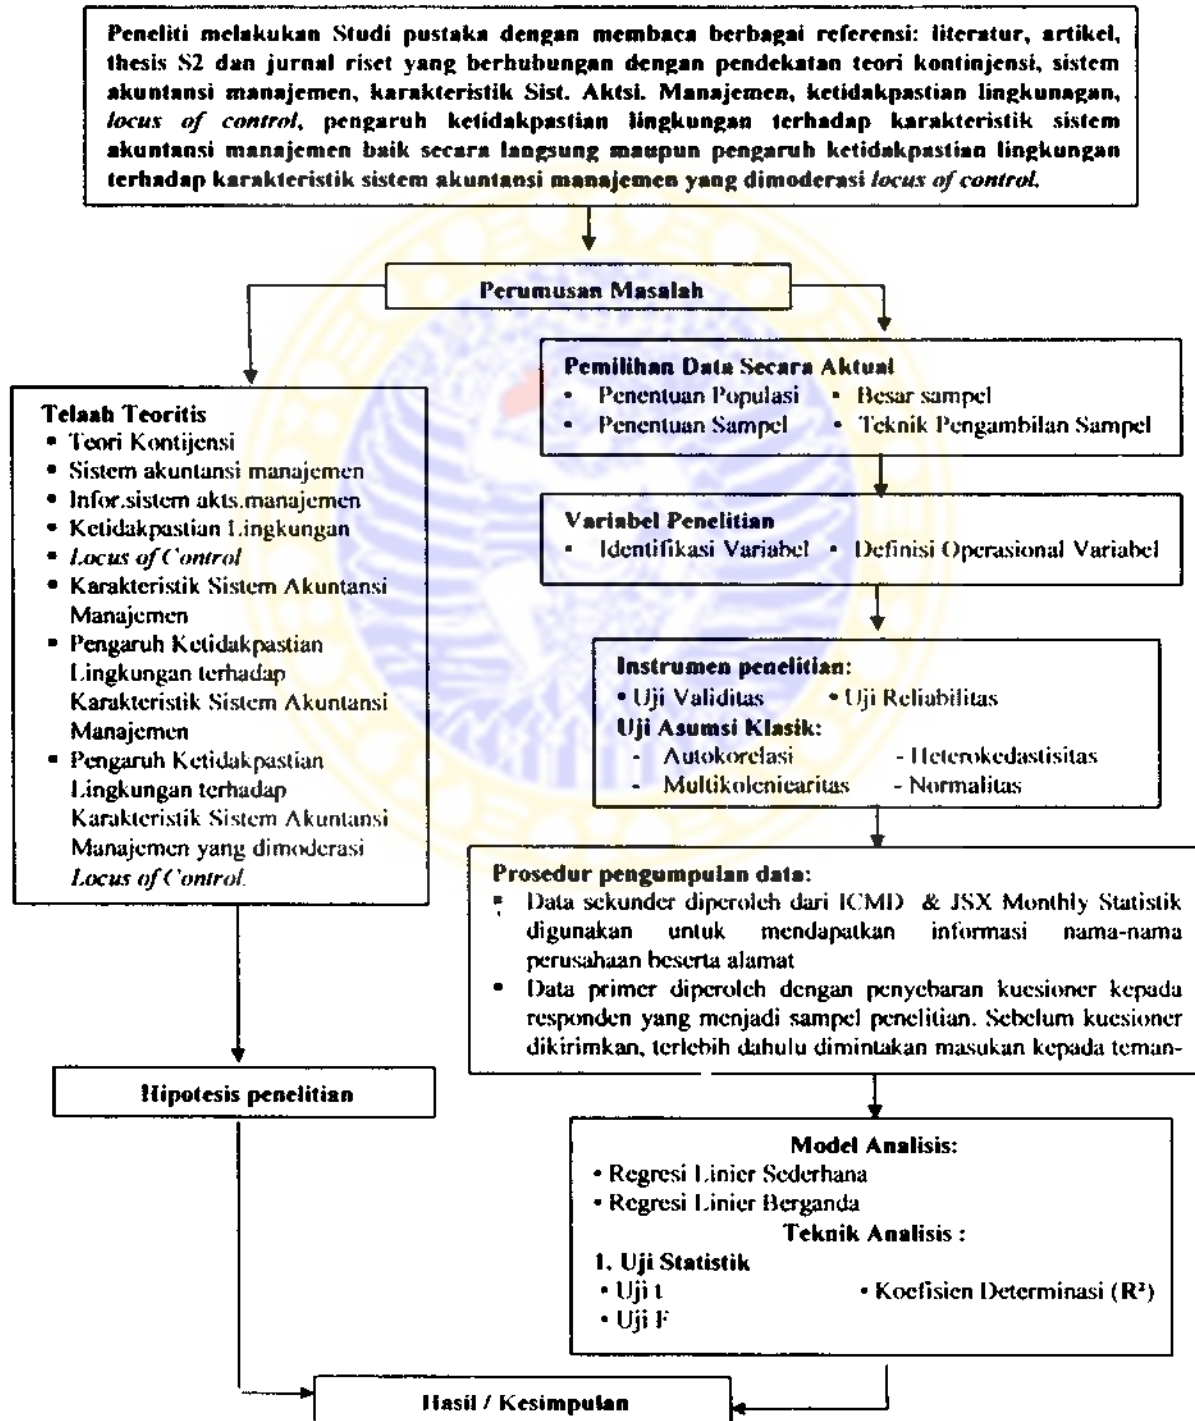 Peneliti melakukan Studi pustaka dengan membaca berbagai referensi: literatur, artikel,
thesis S2 dan jurnal riset yang berhubungan dengan pendekatan teori kontinjensi, sistem
akuntansi manajemen, karakteristik Sist. Aktsi. Manajemen, ketidakpastian lingkunagan,
locus of control, pengaruh ketidakpastian lingkungan terhadap karakteristik sistem
akuntansi manajemen baik secara langsung maupun pengaruh ketidakpastian lingkungan
terhadap karakteristik sistem akuntansi manajemen yang dimoderasi locus of control.
Perumusan Masalah
Telaah Teoritis
▪ Teori Kontijensi
▪ Sistem akuntansi manajemen
▪ Infor.sistem akts.manajemen
▪ Ketidakpastian Lingkungan
▪ Locus of Control
▪ Karakteristik Sistem Akuntansi
Manajemen
▪ Pengaruh Ketidakpastian
Lingkungan terhadap
Karakteristik Sistem Akuntansi
Manajemen
▪ Pengaruh Ketidakpastian
Lingkungan terhadap
Karakteristik Sistem Akuntansi
Manajemen yang dimoderasi
Locus of Control.
Hipotesis penelitian
Pemilihan Data Secara Aktual
• Penentuan Populasi • Besar sampel
• Penentuan Sampel • Teknik Pengambilan Sampel
Variabel Penelitian
• Identifikasi Variabel • Definisi Operasional Variabel
Instrumen penelitian:
• Uji Validitas • Uji Reliabilitas
Uji Asumsi Klasik:
- Autokorelasi - Heterokedastisitas
- Multikoleniearitas - Normalitas
Prosedur pengumpulan data:
▪ Data sekunder diperoleh dari ICMD & JSX Monthly Statistik
digunakan untuk mendapatkan informasi nama-nama
perusahaan beserta alamat
▪ Data primer diperoleh dengan penyebaran kuesioner kepada
responden yang menjadi sampel penelitian. Sebelum kuesioner
dikirimkan, terlebih dahulu dimintakan masukan kepada teman-
Model Analisis:
• Regresi Linier Sederhana
• Regresi Linier Berganda
Teknik Analisis :
1. Uji Statistik
• Uji t • Koefisien Determinasi (R²)
• Uji F
Hasil / Kesimpulan